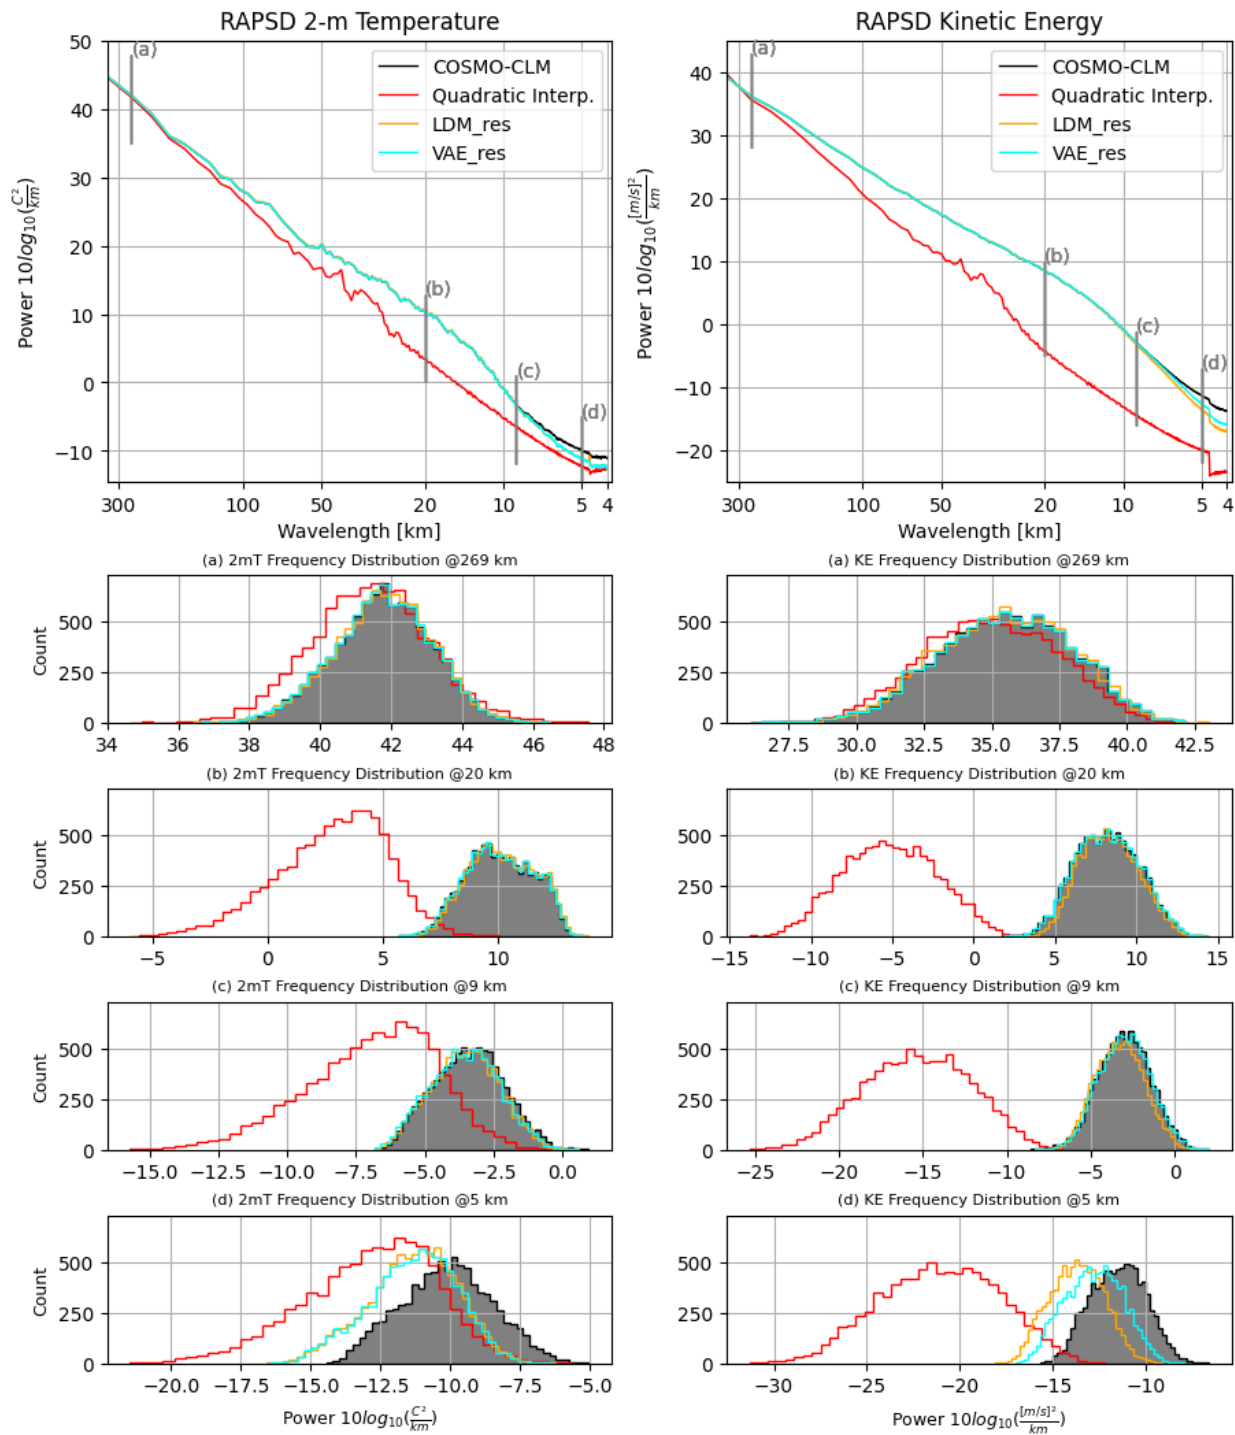 RAPSD 2-m Temperature
50
40
30
20
10
0
−10
Power 10log₁₀(C²/km)
(a)
(b)
(c)
(d)
COSMO-CLM
Quadratic Interp.
LDM_res
VAE_res
300 100 50 20 10 5 4
Wavelength [km]
RAPSD Kinetic Energy
40
30
20
10
0
−10
−20
Power 10log₁₀([m/s]²/km)
(a)
(b)
(c)
(d)
COSMO-CLM
Quadratic Interp.
LDM_res
VAE_res
300 100 50 20 10 5 4
Wavelength [km]
(a) 2mT Frequency Distribution @269 km
Count
500
250
0
34 36 38 40 42 44 46 48
(a) KE Frequency Distribution @269 km
500
250
0
27.5 30.0 32.5 35.0 37.5 40.0 42.5
(b) 2mT Frequency Distribution @20 km
Count
500
250
0
−5 0 5 10
(b) KE Frequency Distribution @20 km
500
250
0
−15 −10 −5 0 5 10 15
(c) 2mT Frequency Distribution @9 km
Count
500
250
0
−15.0 −12.5 −10.0 −7.5 −5.0 −2.5 0.0
(c) KE Frequency Distribution @9 km
500
250
0
−25 −20 −15 −10 −5 0
(d) 2mT Frequency Distribution @5 km
Count
500
250
0
−20.0 −17.5 −15.0 −12.5 −10.0 −7.5 −5.0
Power 10log₁₀(C²/km)
(d) KE Frequency Distribution @5 km
500
250
0
−30 −25 −20 −15 −10
Power 10log₁₀([m/s]²/km)